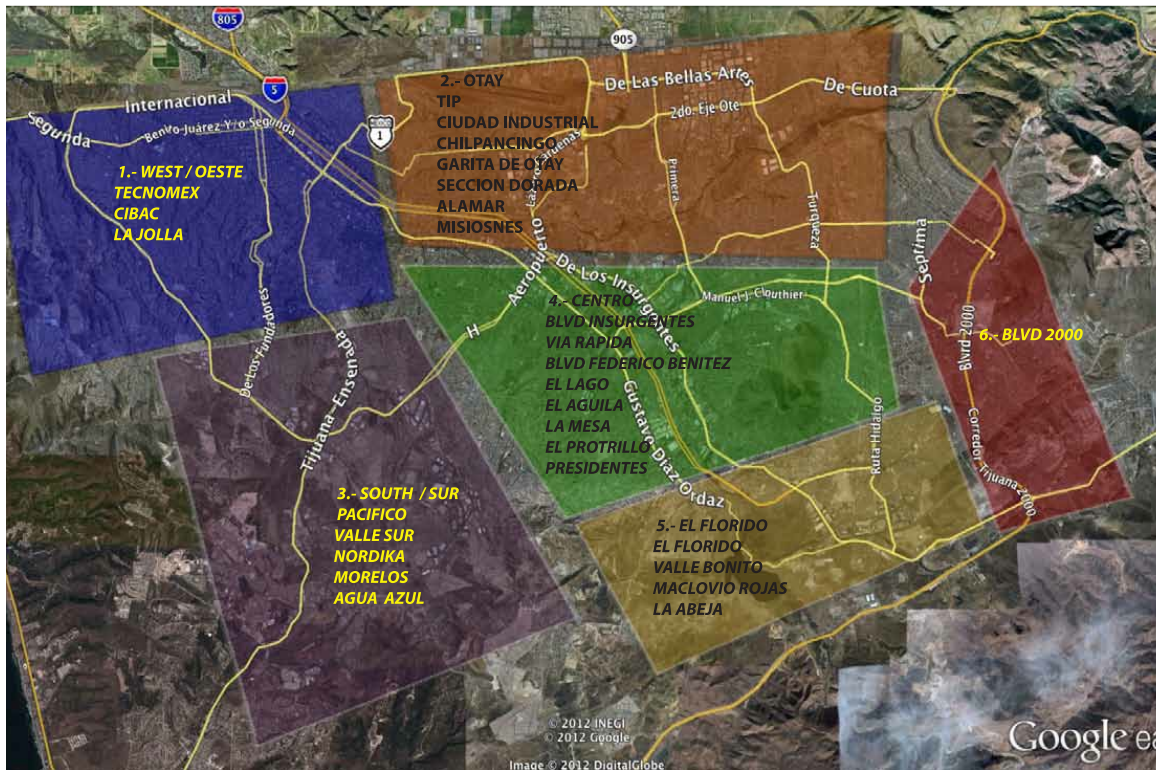 805
905
5
1
Internacional
Segunda
Benito Juárez Y/o Segunda
De Las Bellas Artes
De Cuota
2do. Eje Ote
Lázaro Cárdenas
Primera
Turqueza
Septima
1.- WEST / OESTE
TECNOMEX
CIBAC
LA JOLLA
2.- OTAY
TIP
CIUDAD INDUSTRIAL
CHILPANCINGO
GARITA DE OTAY
SECCION DORADA
ALAMAR
MISIOSNES
Aeropuerto
H
De Los Insurgentes
Manuel J. Clouthier
De Los Fundadores
Tijuana-Ensenada
4.- CENTRO
BLVD INSURGENTES
VIA RAPIDA
BLVD FEDERICO BENITEZ
EL LAGO
EL AGUILA
LA MESA
EL PROTRILLO
PRESIDENTES
Gustavo Díaz Ordaz
Ruta Hidalgo
Blvrd 2000
6.- BLVD 2000
Corredor Tijuana 2000
3.- SOUTH / SUR
PACIFICO
VALLE SUR
NORDIKA
MORELOS
AGUA AZUL
5.- EL FLORIDO
EL FLORIDO
VALLE BONITO
MACLOVIO ROJAS
LA ABEJA
© 2012 INEGI
© 2012 Google
Image © 2012 DigitalGlobe
Google ea